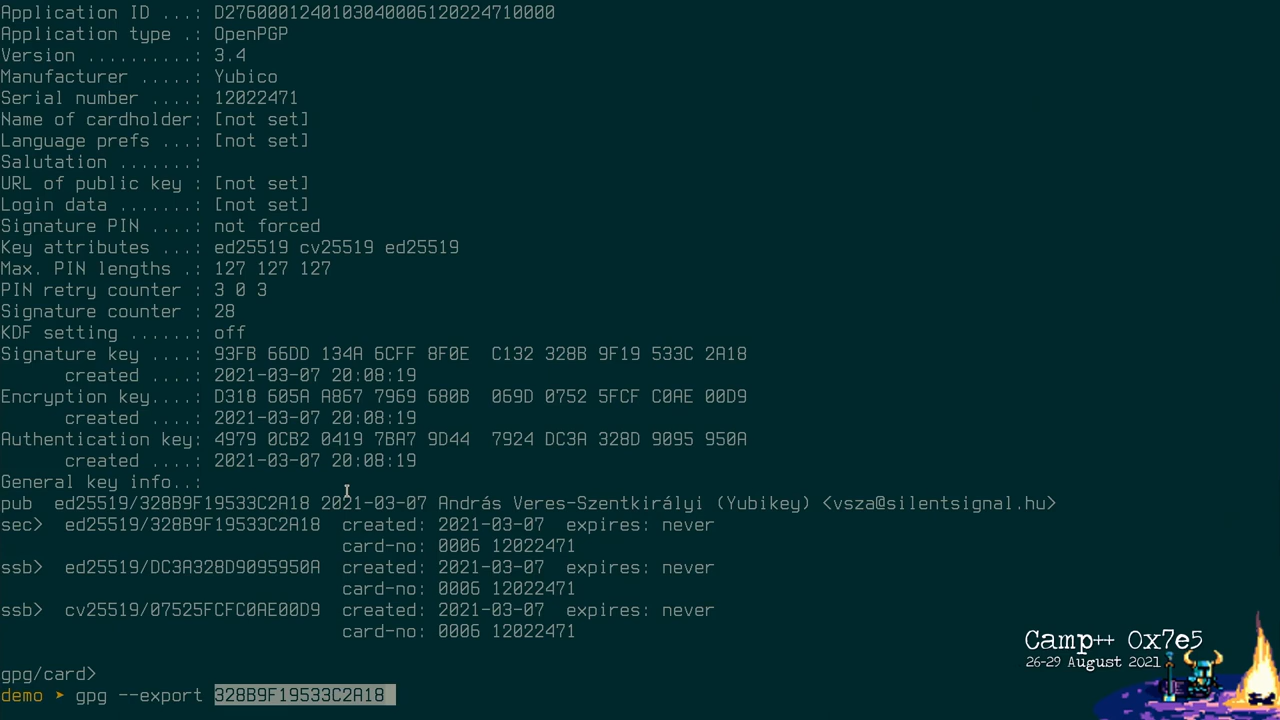 Application ID ...: D2760001240103040006120224710000
Application type .: OpenPGP
Version ..........: 3.4
Manufacturer .....: Yubico
Serial number ....: 12022471
Name of cardholder: [not set]
Language prefs ...: [not set]
Salutation .......:
URL of public key : [not set]
Login data .......: [not set]
Signature PIN ....: not forced
Key attributes ...: ed25519 cv25519 ed25519
Max. PIN lengths .: 127 127 127
PIN retry counter : 3 0 3
Signature counter : 28
KDF setting ......: off
Signature key ....: 93FB 66DD 134A 6CFF 8F0E  C132 328B 9F19 533C 2A18
      created ....: 2021-03-07 20:08:19
Encryption key....: D318 605A A867 7969 680B  069D 0752 5FCF C0AE 00D9
      created ....: 2021-03-07 20:08:19
Authentication key: 4979 0CB2 0419 7BA7 9D44  7924 DC3A 328D 9095 950A
      created ....: 2021-03-07 20:08:19
General key info..:
pub  ed25519/328B9F19533C2A18 2021-03-07 András Veres-Szentkirályi (Yubikey) <vsza@silentsignal.hu>
sec>  ed25519/328B9F19533C2A18  created: 2021-03-07  expires: never
                                card-no: 0006 12022471
ssb>  ed25519/DC3A328D9095950A  created: 2021-03-07  expires: never
                                card-no: 0006 12022471
ssb>  cv25519/07525FCFC0AE00D9  created: 2021-03-07  expires: never
                                card-no: 0006 12022471
Camp++ 0x7e5
26-29 August 2021
gpg/card>
demo ➤ gpg --export 328B9F19533C2A18